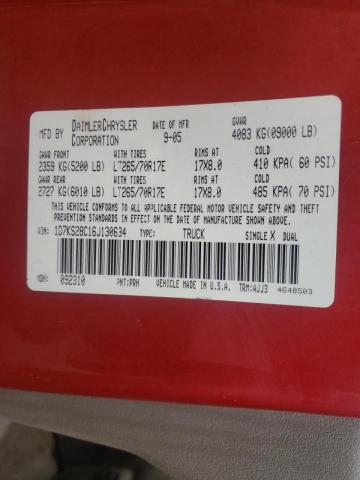 MFD BY DAIMLERCHRYSLER CORPORATION DATE OF MFR 9-05 GVWR 4083 KG(09000 LB)
GAWR FRONT WITH TIRES RIMS AT COLD
2359 KG(5200 LB) LT265/70R17E 17X8.0 410 KPA( 60 PSI)
GAWR REAR WITH TIRES RIMS AT COLD
2727 KG(6010 LB) LT265/70R17E 17X8.0 485 KPA( 70 PSI)
THIS VEHICLE CONFORMS TO ALL APPLICABLE FEDERAL MOTOR VEHICLE SAFETY AND THEFT
PREVENTION STANDARDS IN EFFECT ON THE DATE OF MANUFACTURE SHOWN ABOVE.
VIN: 1D7KS28C16J130634 TYPE: TRUCK SINGLE X DUAL
MDH: 092310 PNT:PRH VEHICLE MADE IN U.S.A. TRM:AJJ3 4648503